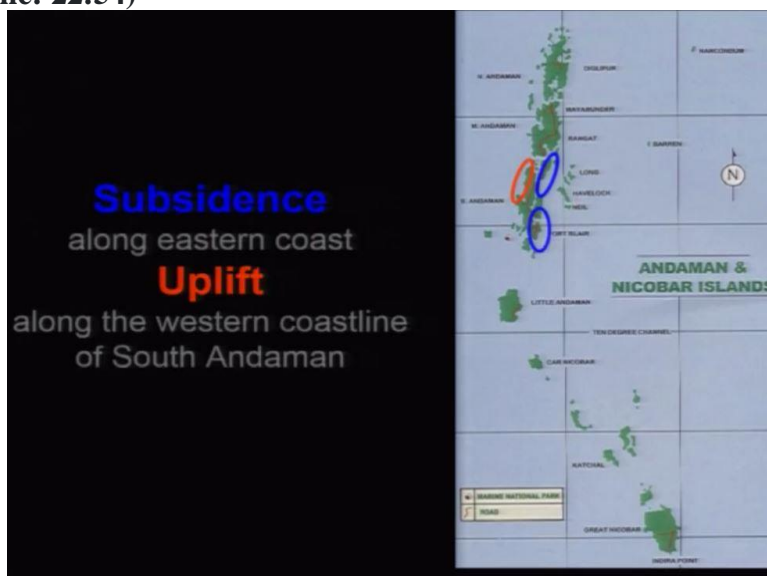 Subsidence
along eastern coast
Uplift
along the western coastline
of South Andaman
NARCONDUM
DIGLIPUR
N. ANDAMAN
MAYABUNDER
M. ANDAMAN
RANGAT
BARREN
LONG
N
HAVELOCK
S. ANDAMAN
NEIL
PORT BLAIR
ANDAMAN &
NICOBAR ISLANDS
LITTLE ANDAMAN
TEN DEGREE CHANNEL
CAR NICOBAR
KATCHAL
MARINE NATIONAL PARK
ROAD
GREAT NICOBAR
INDIRA POINT